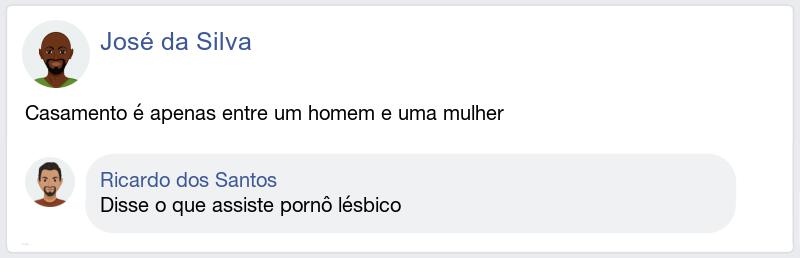 José da Silva
Casamento é apenas entre um homem e uma mulher
Ricardo dos Santos
Disse o que assiste pornô lésbico